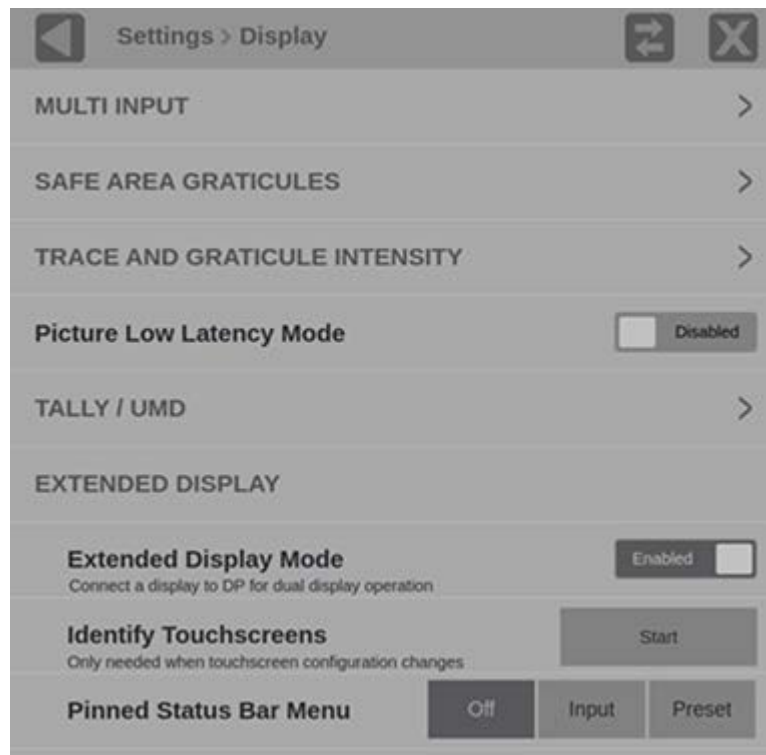 Settings > Display
MULTI INPUT
SAFE AREA GRATICULES
TRACE AND GRATICULE INTENSITY
Picture Low Latency Mode Disabled
TALLY / UMD
EXTENDED DISPLAY
Extended Display Mode Enabled
Connect a display to DP for dual display operation
Identify Touchscreens Start
Only needed when touchscreen configuration changes
Pinned Status Bar Menu Off Input Preset